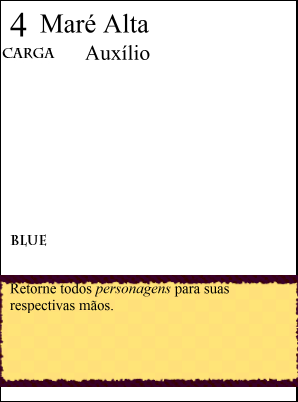 4 Maré Alta
CARGA Auxílio
BLUE
Retorne todos personagens para suas
respectivas mãos.